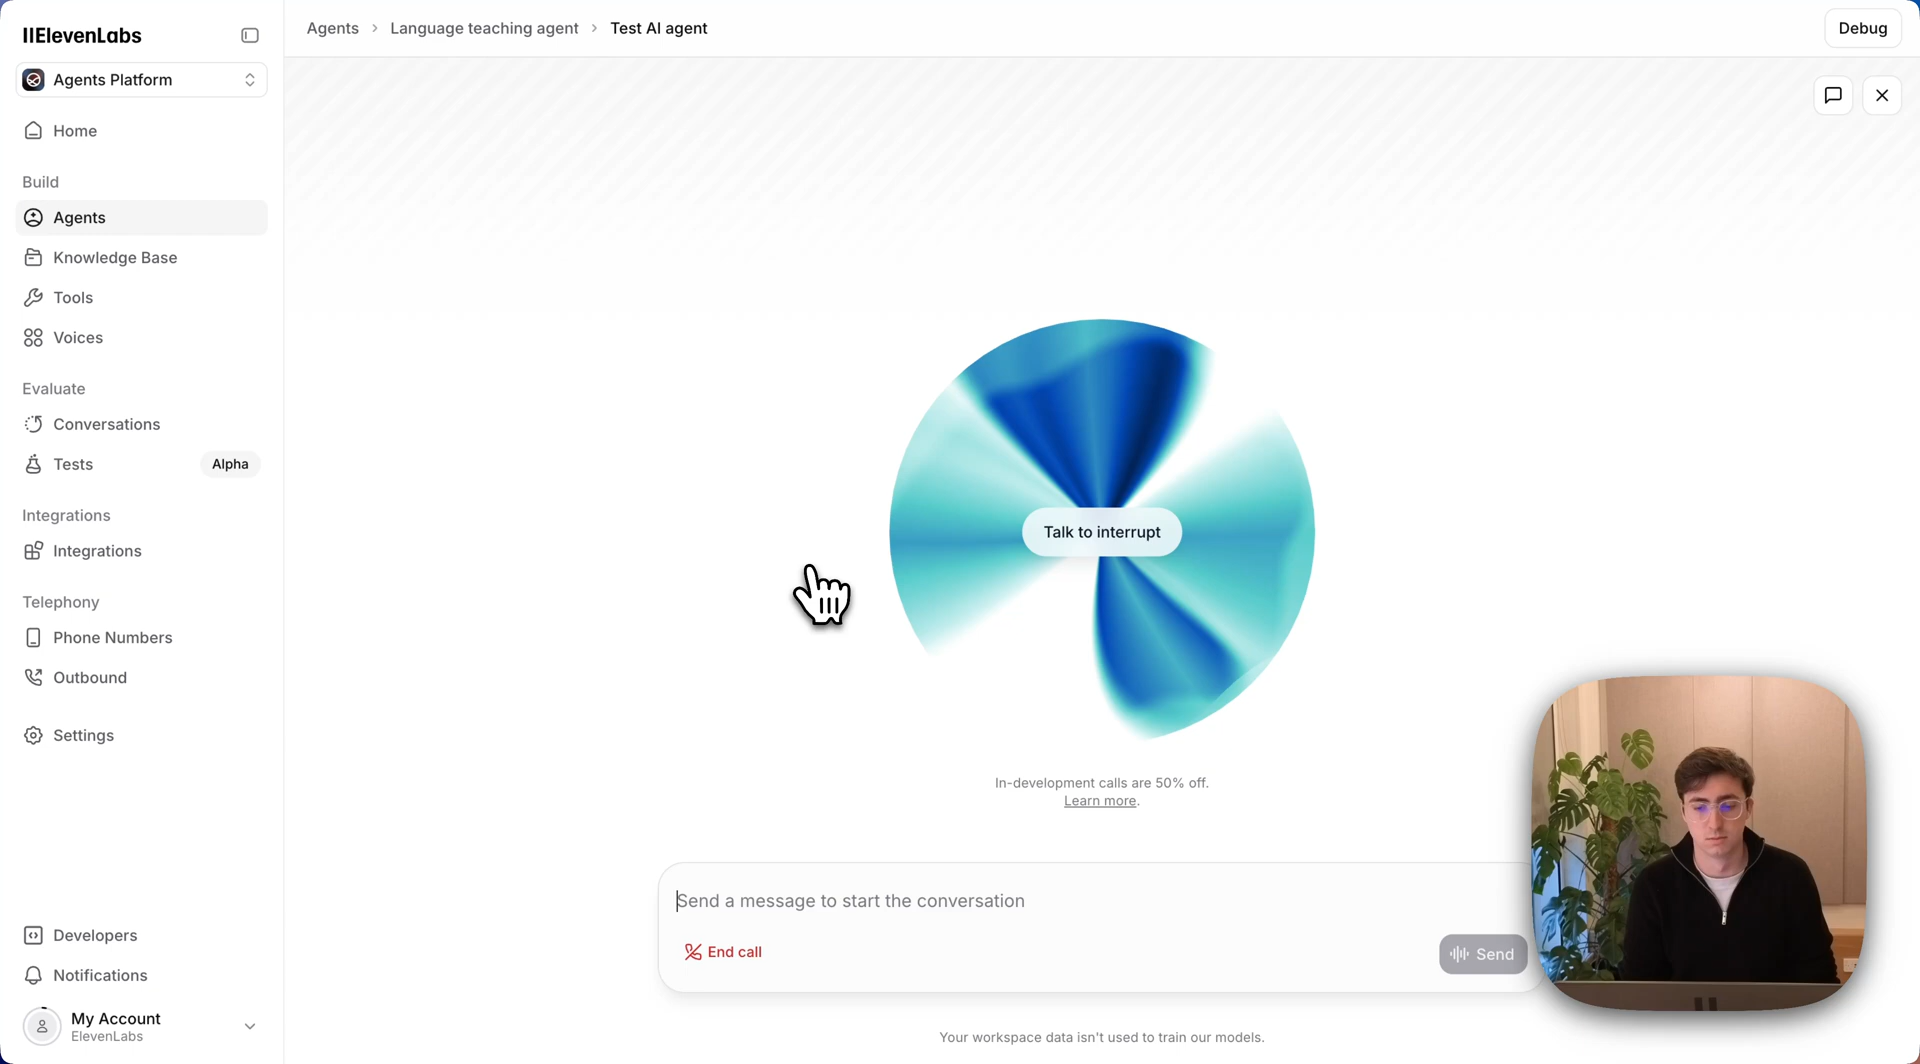 IIElevenLabs
Agents Platform
Home
Build
Agents
Knowledge Base
Tools
Voices
Evaluate
Conversations
Tests
Alpha
Integrations
Integrations
Telephony
Phone Numbers
Outbound
Settings
Developers
Notifications
My Account
ElevenLabs
Agents > Language teaching agent > Test AI agent
Debug
Talk to interrupt
In-development calls are 50% off.
Learn more.
Send a message to start the conversation
End call
Send
Your workspace data isn't used to train our models.